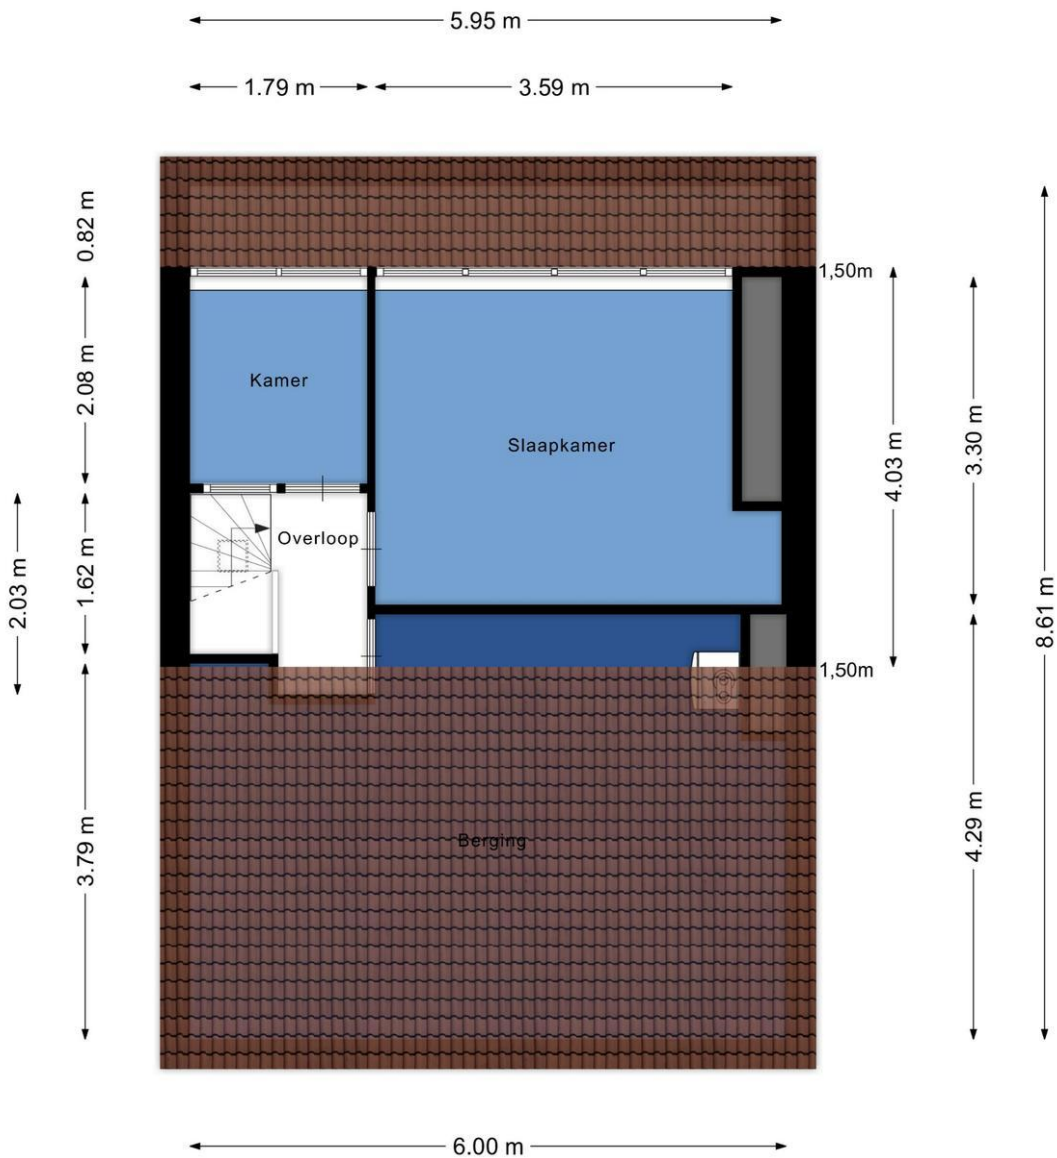 5.95 m
1.79 m
3.59 m
0.82 m
1,50m
2.08 m
Kamer
Slaapkamer
3.30 m
4.03 m
Overloop
2.03 m
1.62 m
8.61 m
1,50m
3.79 m
Berging
4.29 m
6.00 m